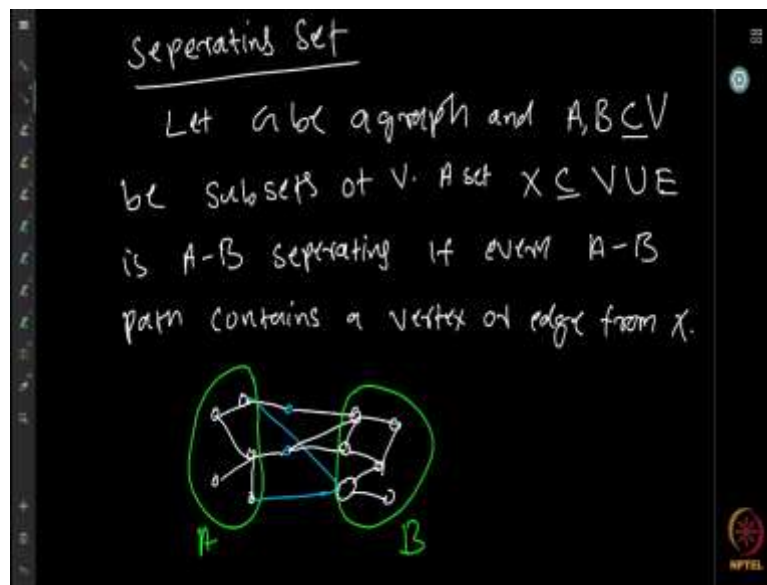 Seperating Set
Let G be a graph and A, B ⊆ V
be subsets of V. A set X ⊆ V ∪ E
is A-B seperating if every A-B
path contains a vertex or edge from X.
A B
NPTEL